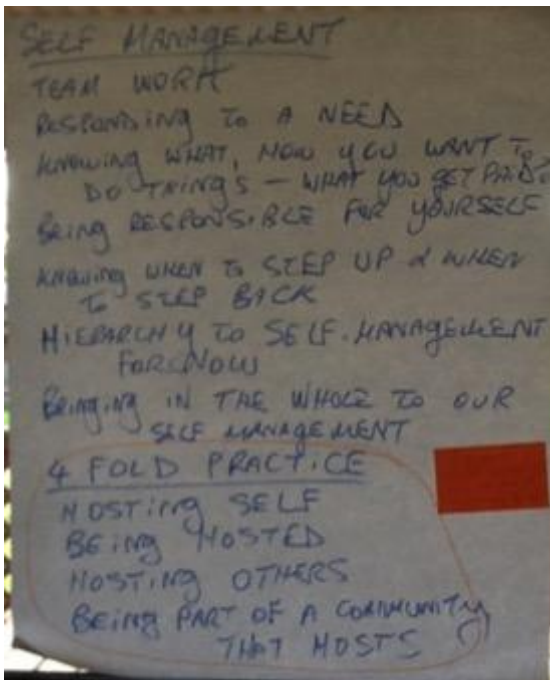 SELF MANAGEMENT
TEAM WORK
RESPONDING TO A NEED
KNOWING WHAT, HOW YOU WANT TO
DO THINGS – WHAT YOU GET PAID?
BEING RESPONSIBLE FOR YOURSELF
KNOWING WHEN TO STEP UP & WHEN
TO STEP BACK
HIERARCHY TO SELF-MANAGEMENT
FOR NOW
BRINGING IN THE WHOLE TO OUR
SELF MANAGEMENT
4 FOLD PRACTICE
HOSTING SELF
BEING HOSTED
HOSTING OTHERS
BEING PART OF A COMMUNITY
THAT HOSTS